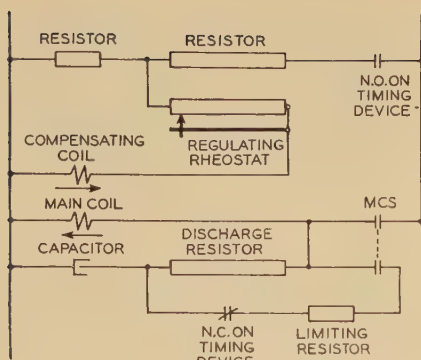 RESISTOR
RESISTOR
N.O. ON
TIMING
DEVICE
REGULATING
RHEOSTAT
COMPENSATING
COIL
MAIN COIL
MCS
CAPACITOR
DISCHARGE
RESISTOR
N.C. ON
TIMING
DEVICE
LIMITING
RESISTOR